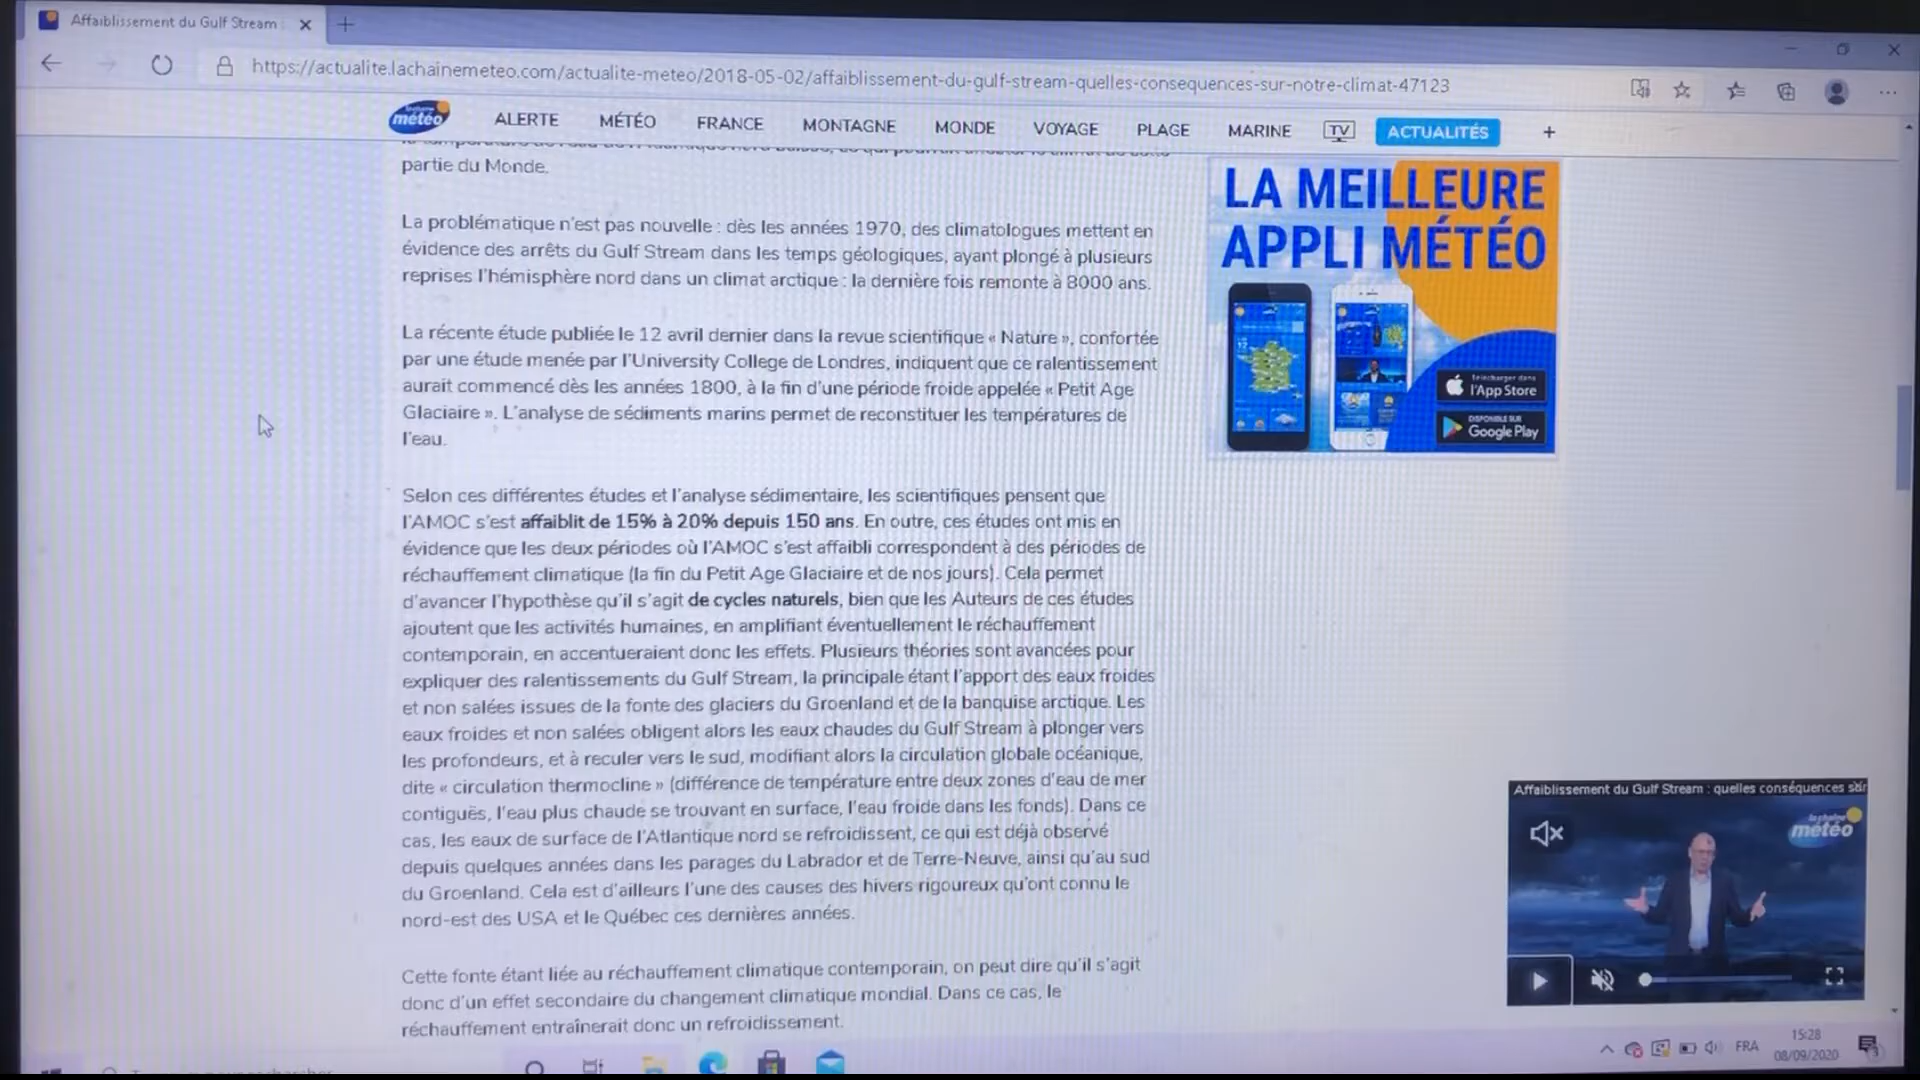 Affaiblissement du Gulf Stream :
https://actualite.lachainemeteo.com/actualite-meteo/2018-05-02/affaiblissement-du-gulf-stream-quelles-consequences-sur-notre-climat-47123
la chaîne météo ALERTE MÉTÉO FRANCE MONTAGNE MONDE VOYAGE PLAGE MARINE TV ACTUALITÉS +
partie du Monde.
La problématique n'est pas nouvelle : dès les années 1970, des climatologues mettent en
évidence des arrêts du Gulf Stream dans les temps géologiques, ayant plongé à plusieurs
reprises l'hémisphère nord dans un climat arctique : la dernière fois remonte à 8000 ans.
La récente étude publiée le 12 avril dernier dans la revue scientifique « Nature », confortée
par une étude menée par l'University College de Londres, indiquent que ce ralentissement
aurait commencé dès les années 1800, à la fin d'une période froide appelée « Petit Age
Glaciaire ». L'analyse de sédiments marins permet de reconstituer les températures de
l'eau.
Selon ces différentes études et l'analyse sédimentaire, les scientifiques pensent que
l'AMOC s'est affaiblit de 15% à 20% depuis 150 ans. En outre, ces études ont mis en
évidence que les deux périodes où l'AMOC s'est affaibli correspondent à des périodes de
réchauffement climatique (la fin du Petit Age Glaciaire et de nos jours). Cela permet
d'avancer l'hypothèse qu'il s'agit de cycles naturels, bien que les Auteurs de ces études
ajoutent que les activités humaines, en amplifiant éventuellement le réchauffement
contemporain, en accentueraient donc les effets. Plusieurs théories sont avancées pour
expliquer des ralentissements du Gulf Stream, la principale étant l'apport des eaux froides
et non salées issues de la fonte des glaciers du Groenland et de la banquise arctique. Les
eaux froides et non salées obligent alors les eaux chaudes du Gulf Stream à plonger vers
les profondeurs, et à reculer vers le sud, modifiant alors la circulation globale océanique,
dite « circulation thermocline » (différence de température entre deux zones d'eau de mer
contiguës, l'eau plus chaude se trouvant en surface, l'eau froide dans les fonds). Dans ce
cas, les eaux de surface de l'Atlantique nord se refroidissent, ce qui est déjà observé
depuis quelques années dans les parages du Labrador et de Terre-Neuve, ainsi qu'au sud
du Groenland. Cela est d'ailleurs l'une des causes des hivers rigoureux qu'ont connu le
nord-est des USA et le Québec ces dernières années.
Cette fonte étant liée au réchauffement climatique contemporain, on peut dire qu'il s'agit
donc d'un effet secondaire du changement climatique mondial. Dans ce cas, le
réchauffement entraînerait donc un refroidissement.
LA MEILLEURE
APPLI MÉTÉO
Télécharger dans
l'App Store
DISPONIBLE SUR
Google Play
Affaiblissement du Gulf Stream : quelles conséquences sur
la chaîne
météo
FRA
15:28
08/09/2020